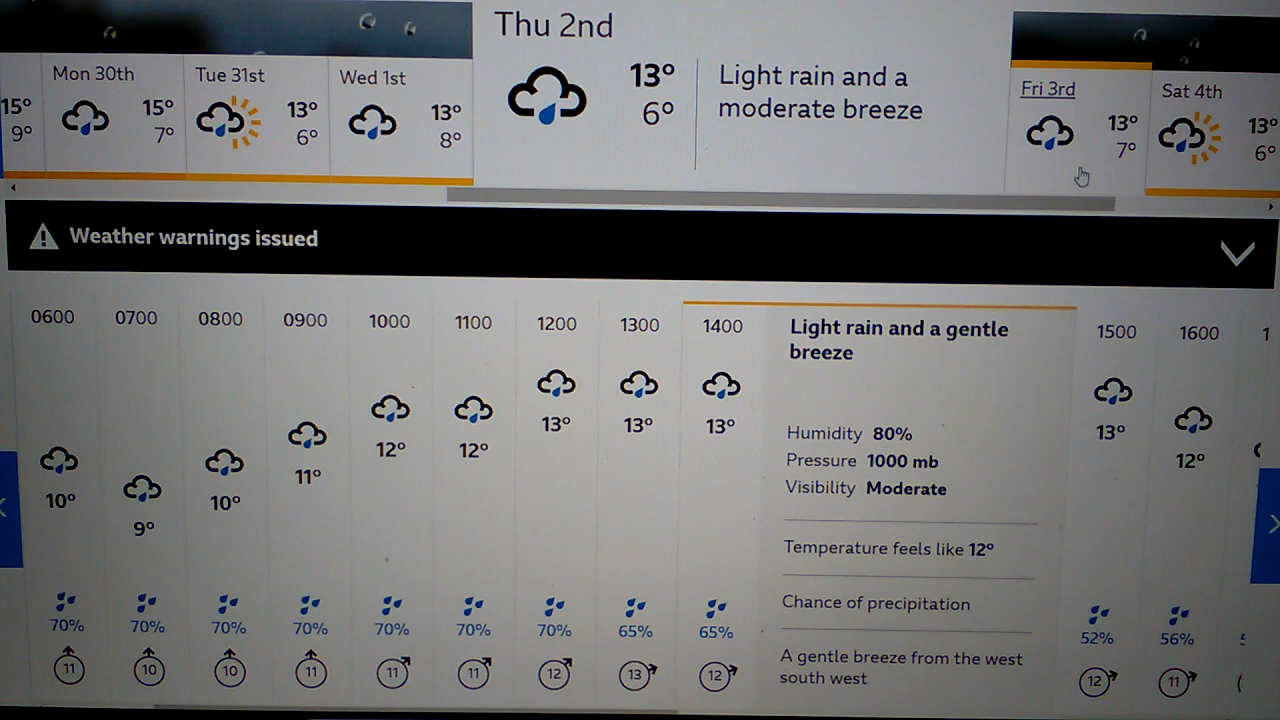 Mon 30th
Tue 31st
Wed 1st
Thu 2nd
Fri 3rd
Sat 4th
15° 9°
15° 7°
13° 6°
13° 8°
13° 6°
Light rain and a
moderate breeze
13° 7°
13° 6°
Weather warnings issued
0600 0700 0800 0900 1000 1100 1200 1300 1400
10° 9° 10° 11° 12° 12° 13° 13° 13°
70% 70% 70% 70% 70% 70% 70% 65% 65%
11 10 10 11 11 11 12 13 12
Light rain and a gentle
breeze
Humidity 80%
Pressure 1000 mb
Visibility Moderate
Temperature feels like 12°
Chance of precipitation
A gentle breeze from the west
south west
1500 1600
13° 12°
52% 56%
12 11